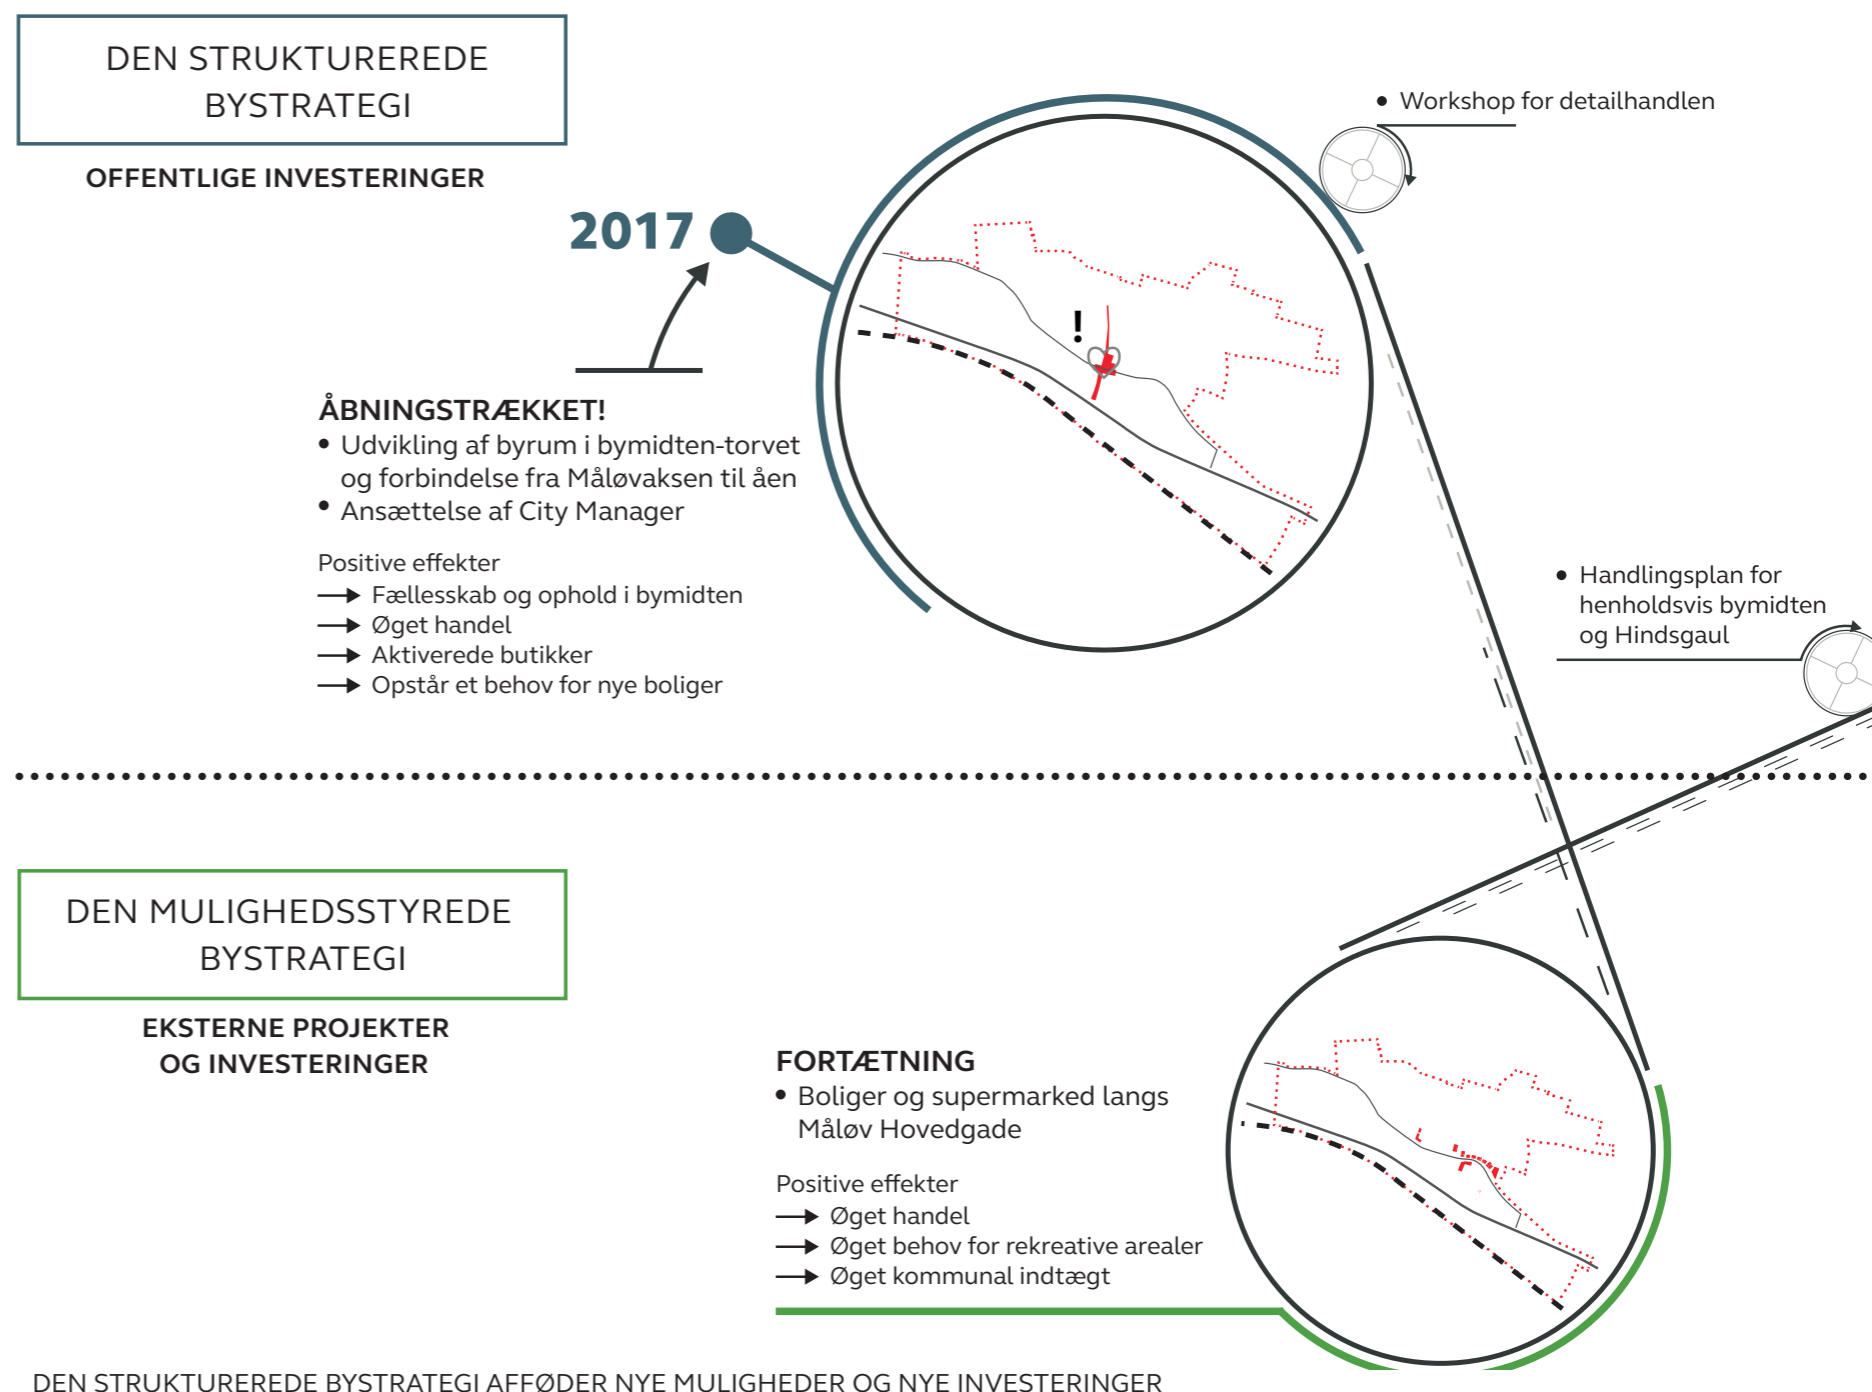 DEN STRUKTUREREDE
BYSTRATEGI
OFFENTLIGE INVESTERINGER
• Workshop for detailhandlen
2017
!
ÅBNINGSTRÆKKET!
• Udvikling af byrum i bymidten-torvet
og forbindelse fra Måløvaksen til åen
• Ansættelse af City Manager
Positive effekter
→ Fællesskab og ophold i bymidten
→ Øget handel
→ Aktiverede butikker
→ Opstår et behov for nye boliger
• Handlingsplan for
henholdsvis bymidten
og Hindsgaul
DEN MULIGHEDSSTYREDE
BYSTRATEGI
EKSTERNE PROJEKTER
OG INVESTERINGER
FORTÆTNING
• Boliger og supermarked langs
Måløv Hovedgade
Positive effekter
→ Øget handel
→ Øget behov for rekreative arealer
→ Øget kommunal indtægt
DEN STRUKTUREREDE BYSTRATEGI AFFØDER NYE MULIGHEDER OG NYE INVESTERINGER